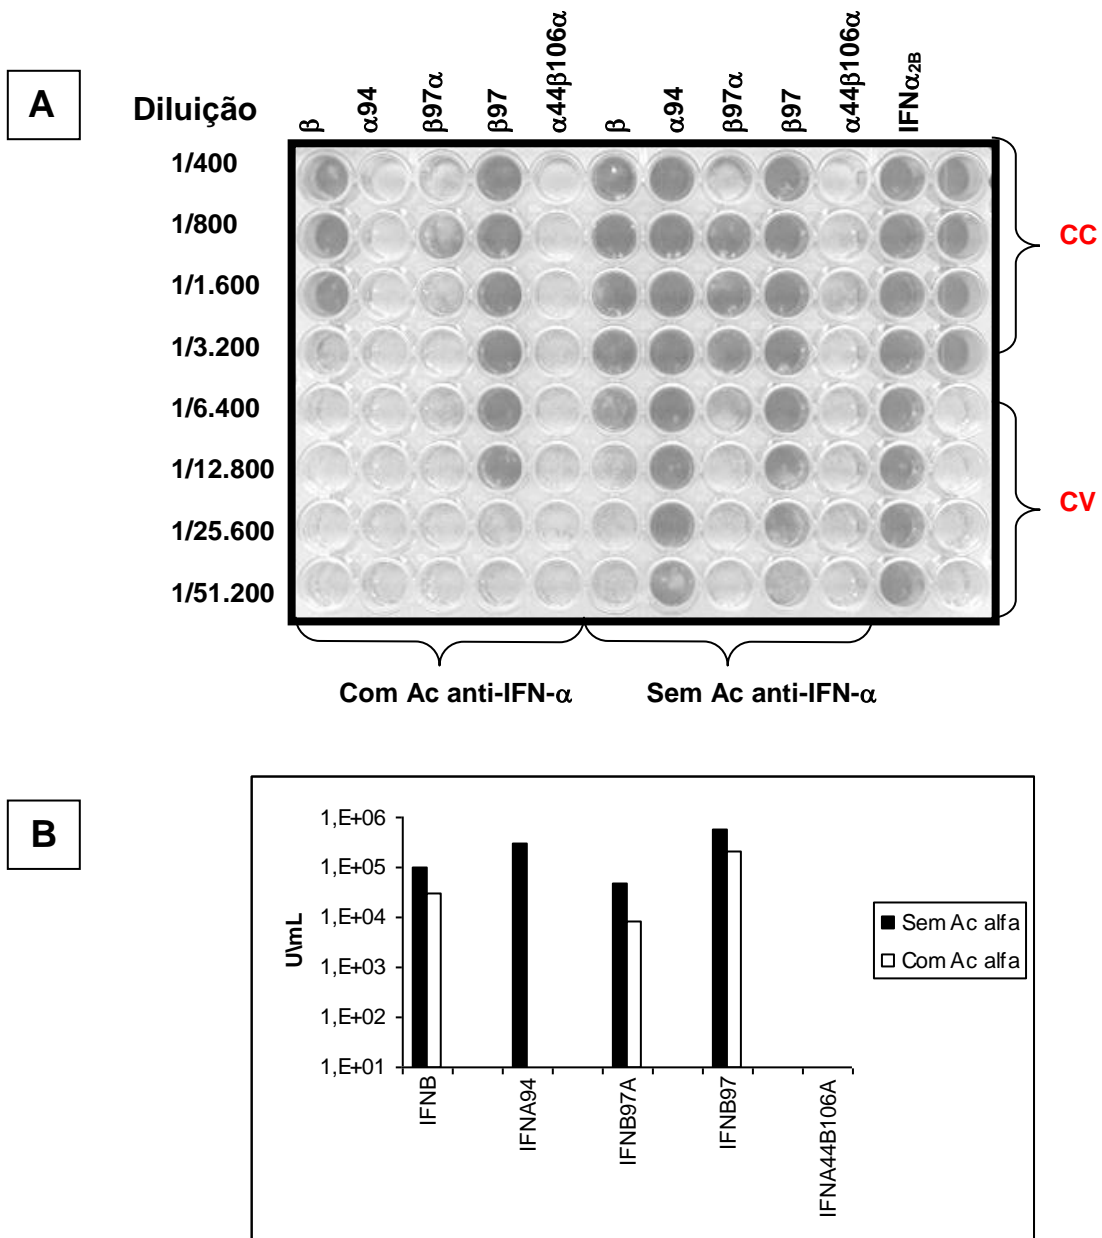 A
Diluição
β
α94
β97α
β97
α44β106α
β
α94
β97α
β97
α44β106α
IFNα2B
1/400
1/800
1/1.600
1/3.200
1/6.400
1/12.800
1/25.600
1/51.200
CC
CV
Com Ac anti-IFN-α
Sem Ac anti-IFN-α
B
U\mL
1,E+06
1,E+05
1,E+04
1,E+03
1,E+02
1,E+01
IFNB
IFNA94
IFNB97A
IFNB97
IFNA44B106A
Sem Ac alfa
Com Ac alfa